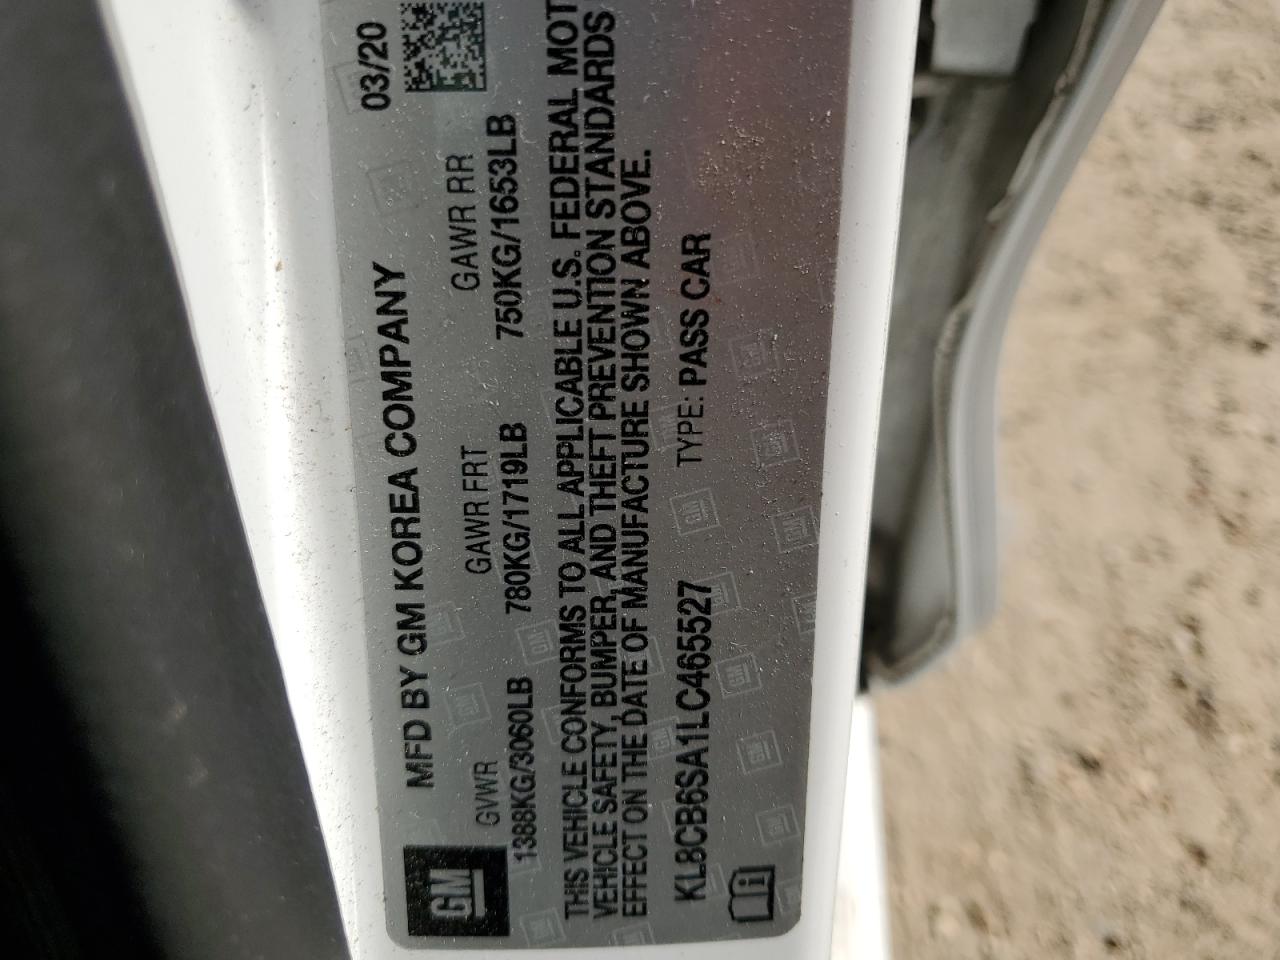 GM
MFD BY GM KOREA COMPANY 03/20
GVWR GAWR FRT GAWR RR
1388KG/3060LB 780KG/1719LB 750KG/1653LB
THIS VEHICLE CONFORMS TO ALL APPLICABLE U.S. FEDERAL MOT
VEHICLE SAFETY, BUMPER, AND THEFT PREVENTION STANDARDS
EFFECT ON THE DATE OF MANUFACTURE SHOWN ABOVE.
KL8CB6SA1LC465527 TYPE: PASS CAR